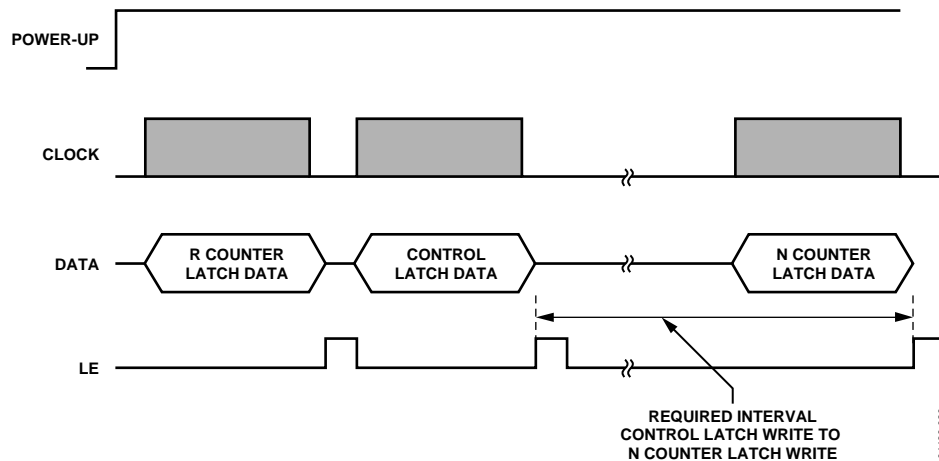 POWER-UP
CLOCK
DATA
R COUNTER
LATCH DATA
CONTROL
LATCH DATA
N COUNTER
LATCH DATA
LE
REQUIRED INTERVAL
CONTROL LATCH WRITE TO
N COUNTER LATCH WRITE